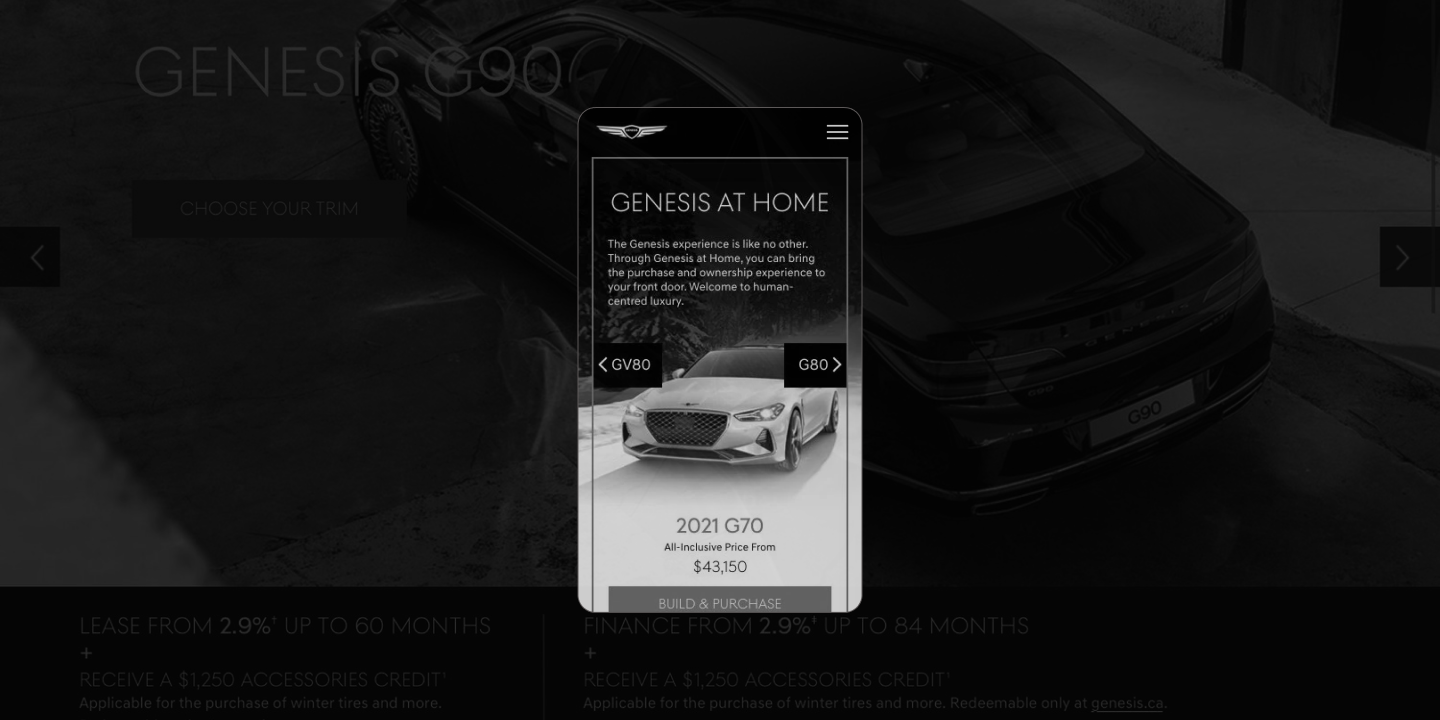 GENESIS G90
CHOOSE YOUR TRIM
GENESIS AT HOME
The Genesis experience is like no other.
Through Genesis at Home, you can bring
the purchase and ownership experience to
your front door. Welcome to human-
centred luxury.
GV80
G80
2021 G70
All-Inclusive Price From
$43,150
BUILD & PURCHASE
G90
LEASE FROM 2.9%† UP TO 60 MONTHS
+
RECEIVE A $1,250 ACCESSORIES CREDIT†
Applicable for the purchase of winter tires and more.
FINANCE FROM 2.9%‡ UP TO 84 MONTHS
+
RECEIVE A $1,250 ACCESSORIES CREDIT†
Applicable for the purchase of winter tires and more. Redeemable only at genesis.ca.